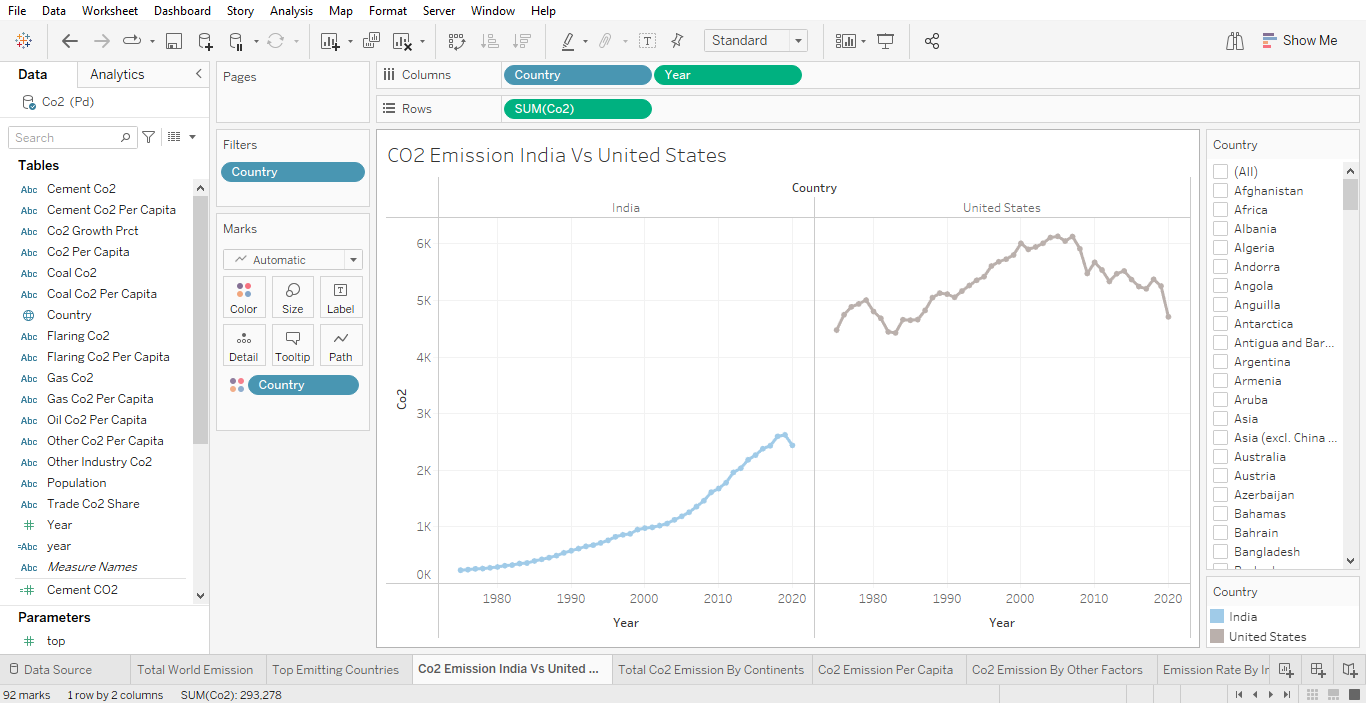 File Data Worksheet Dashboard Story Analysis Map Format Server Window Help
Standard
Show Me
Data Analytics
Co2 (Pd)
Search
Tables
Abc Cement Co2
Abc Cement Co2 Per Capita
Abc Co2 Growth Prct
Abc Co2 Per Capita
Abc Coal Co2
Abc Coal Co2 Per Capita
Country
Abc Flaring Co2
Abc Flaring Co2 Per Capita
Abc Gas Co2
Abc Gas Co2 Per Capita
Abc Oil Co2 Per Capita
Abc Other Co2 Per Capita
Abc Other Industry Co2
Abc Population
Abc Trade Co2 Share
# Year
=Abc year
Abc Measure Names
=# Cement CO2
Parameters
# top
Pages
Filters
Country
Marks
Automatic
Color Size Label
Detail Tooltip Path
Country
Columns Country Year
Rows SUM(Co2)
CO2 Emission India Vs United States
Country
India United States
6K
5K
4K
3K
2K
1K
0K
Co2
1980 1990 2000 2010 2020 1980 1990 2000 2010 2020
Year Year
Country
(All)
Afghanistan
Africa
Albania
Algeria
Andorra
Angola
Anguilla
Antarctica
Antigua and Bar...
Argentina
Armenia
Aruba
Asia
Asia (excl. China ...
Australia
Austria
Azerbaijan
Bahamas
Bahrain
Bangladesh
Country
India
United States
Data Source Total World Emission Top Emitting Countries Co2 Emission India Vs United ... Total Co2 Emission By Continents Co2 Emission Per Capita Co2 Emission By Other Factors Emission Rate By In
92 marks 1 row by 2 columns SUM(Co2): 293,278